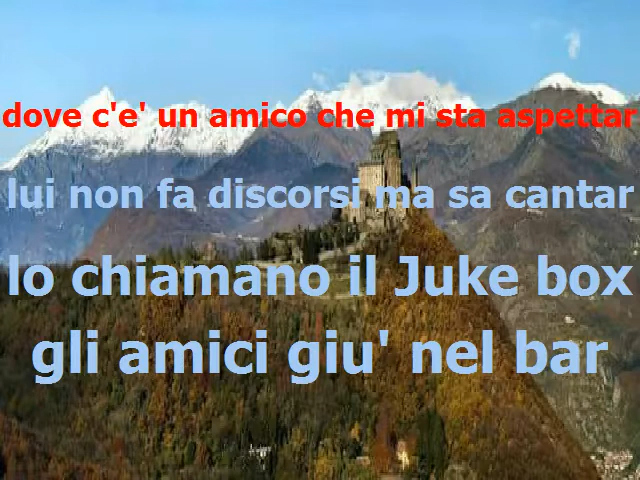 dove c'e' un amico che mi sta aspettar
lui non fa discorsi ma sa cantar
lo chiamano il Juke box
gli amici giu' nel bar